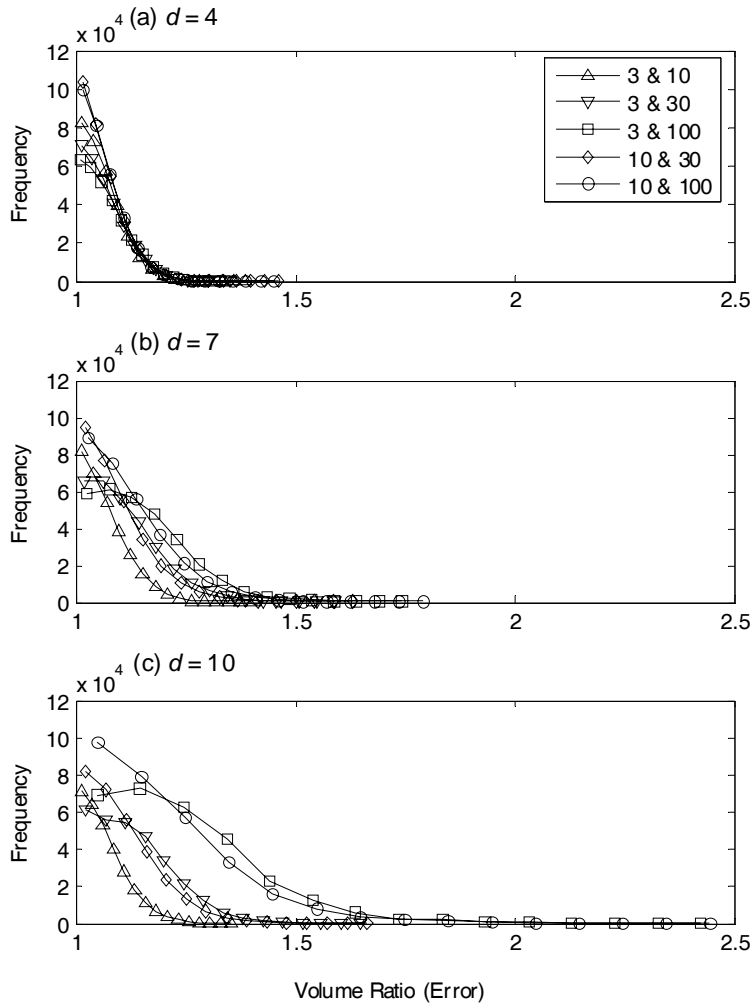 x 10 4 (a) d = 4
12
10
8
6
4
2
0
Frequency
3 & 10
3 & 30
3 & 100
10 & 30
10 & 100
1 1.5 2 2.5
x 10 4 (b) d = 7
12
10
8
6
4
2
0
Frequency
1 1.5 2 2.5
x 10 4 (c) d = 10
12
10
8
6
4
2
0
Frequency
1 1.5 2 2.5
Volume Ratio (Error)